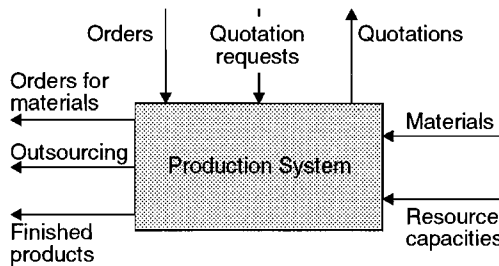 Orders
Quotation
requests
Quotations
Orders for
materials
Outsourcing
Finished
products
Production System
Materials
Resource
capacities